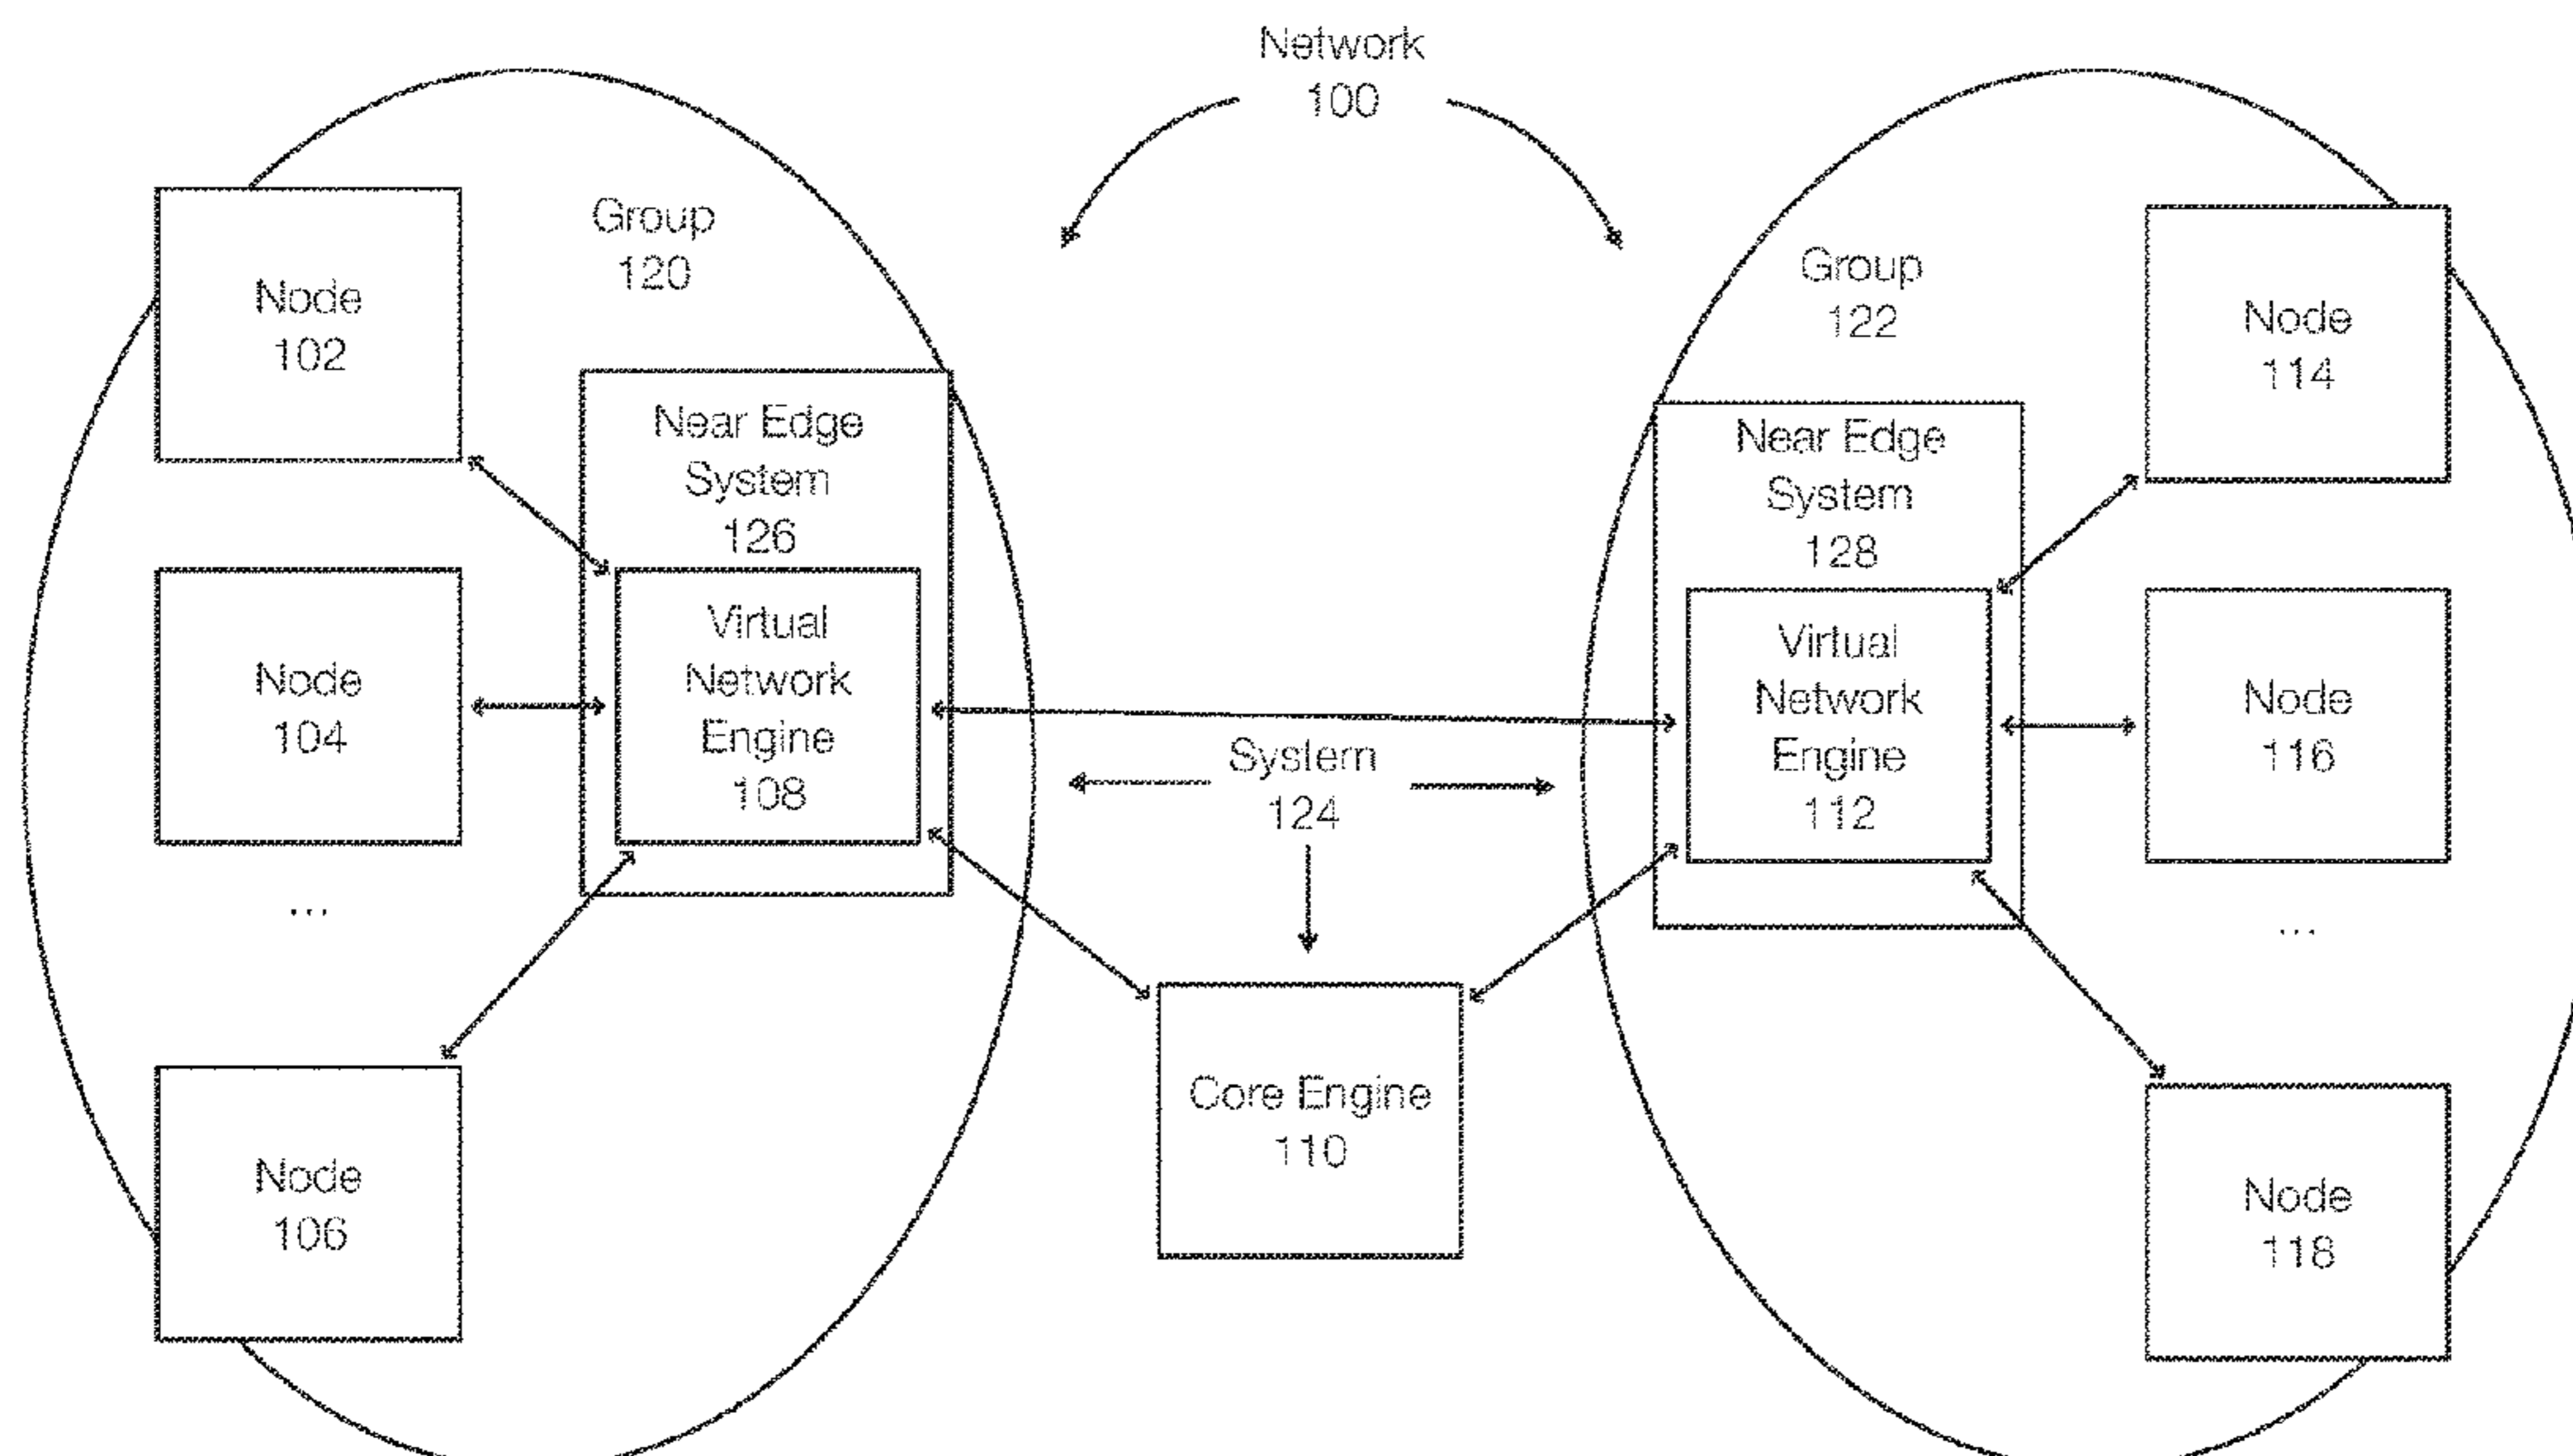 Network
100
Group
120
Node
102
Near Edge
System
126
Node
104
...
Virtual
Network
Engine
108
Node
106
System
124
Core Engine
110
Group
122
Near Edge
System
128
Virtual
Network
Engine
112
Node
114
Node
116
...
Node
118